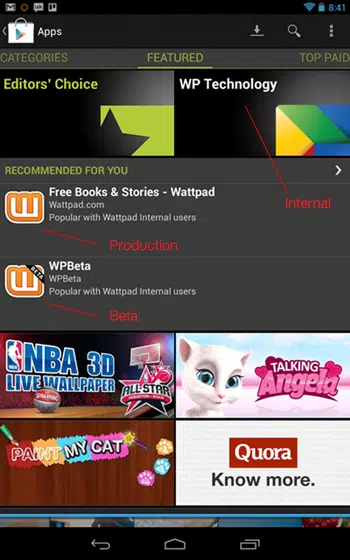 8:41
Apps
CATEGORIES
FEATURED
TOP PAID
Editors' Choice
WP Technology
RECOMMENDED FOR YOU
Internal
Free Books & Stories - Wattpad
Wattpad.com
Popular with Wattpad Internal users
Production
BETA
WPBeta
WPBeta
Popular with Wattpad Internal users
Beta
NBA 3D
LIVE WALLPAPER
SPALDING
ALL-STAR
TALKING
Angela
PAINT MY CAT
Quora
Know more.